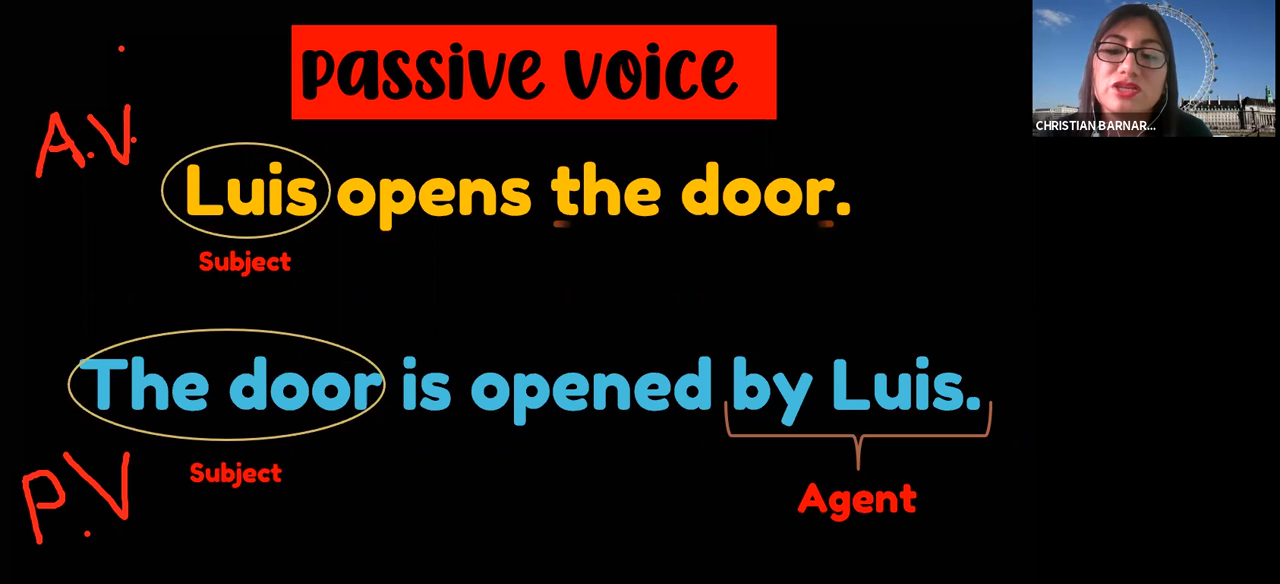 passive voice
CHRISTIAN BARNAR...
A.V.
Luis opens the door.
Subject
The door is opened by Luis.
P.V
Subject
Agent